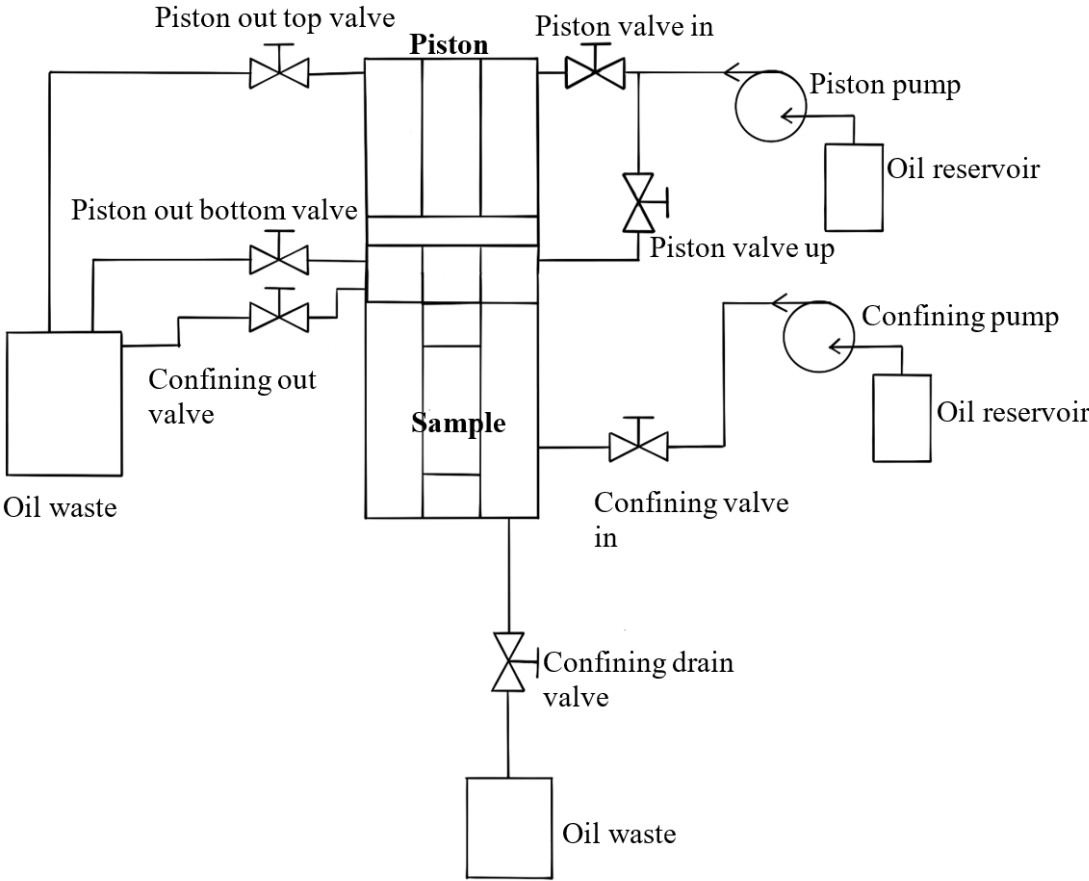 Piston out top valve
Piston
Piston valve in
Piston pump
Oil reservoir
Piston out bottom valve
Piston valve up
Confining pump
Confining out
valve
Sample
Oil reservoir
Oil waste
Confining valve
in
Confining drain
valve
Oil waste